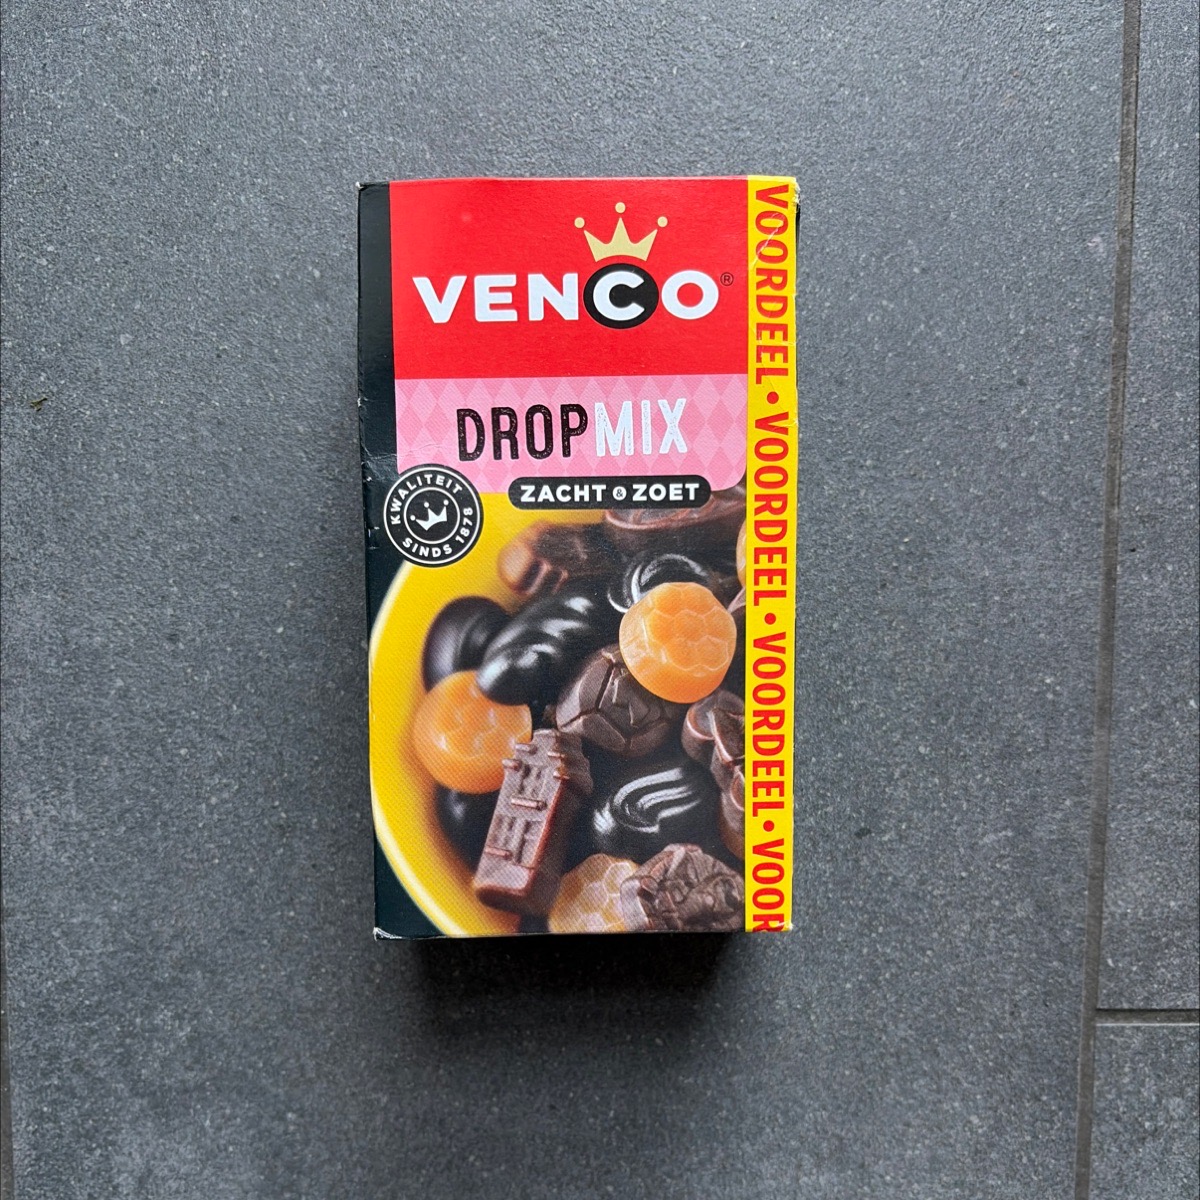 VENCO®
DROPMIX
ZACHT & ZOET
KWALITEIT
SINDS 1878
VOORDEEL • VOORDEEL • VOORDEEL • VOOR